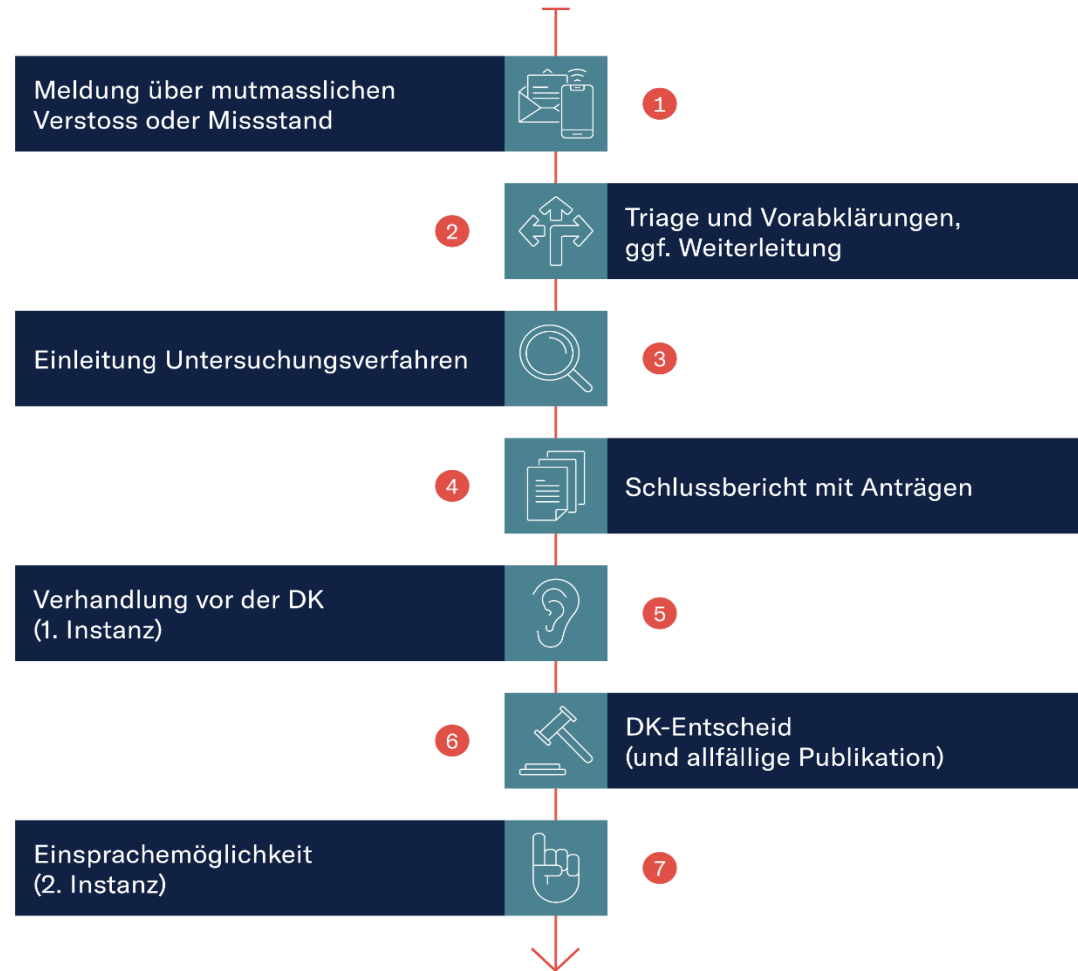 Meldung über mutmasslichen
Verstoss oder Missstand
1
2
Triage und Vorabklärungen,
ggf. Weiterleitung
Einleitung Untersuchungsverfahren
3
4
Schlussbericht mit Anträgen
Verhandlung vor der DK
(1. Instanz)
5
6
DK-Entscheid
(und allfällige Publikation)
Einsprachemöglichkeit
(2. Instanz)
7